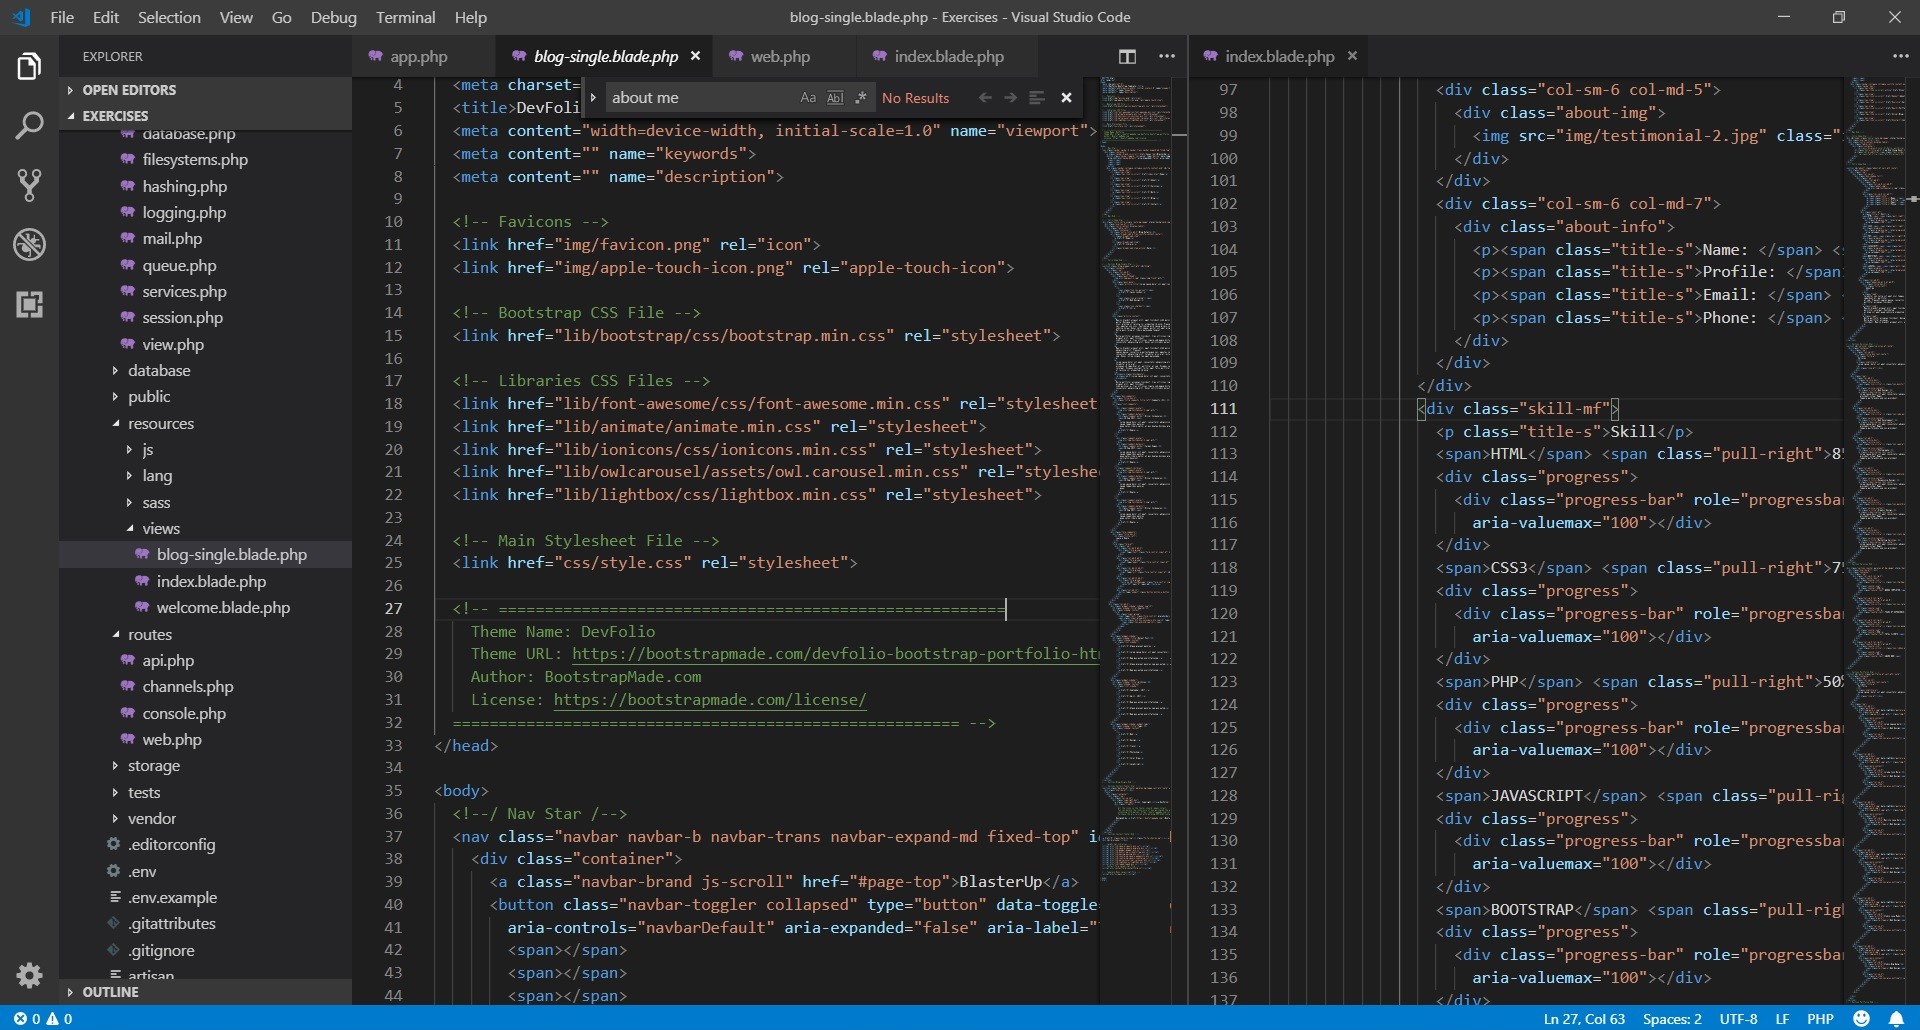 File Edit Selection View Go Debug Terminal Help
blog-single.blade.php - Exercises - Visual Studio Code
EXPLORER
OPEN EDITORS
EXERCISES
database.php
filesystems.php
hashing.php
logging.php
mail.php
queue.php
services.php
session.php
view.php
database
public
resources
js
lang
sass
views
blog-single.blade.php
index.blade.php
welcome.blade.php
routes
api.php
channels.php
console.php
web.php
storage
tests
vendor
.editorconfig
.env
.env.example
.gitattributes
.gitignore
artisan
OUTLINE
app.php blog-single.blade.php web.php index.blade.php
about me Aa Abl .* No Results
4 <meta charset=
5 <title>DevFoli
6 <meta content="width=device-width, initial-scale=1.0" name="viewport">
7 <meta content="" name="keywords">
8 <meta content="" name="description">
9
10 <!-- Favicons -->
11 <link href="img/favicon.png" rel="icon">
12 <link href="img/apple-touch-icon.png" rel="apple-touch-icon">
13
14 <!-- Bootstrap CSS File -->
15 <link href="lib/bootstrap/css/bootstrap.min.css" rel="stylesheet">
16
17 <!-- Libraries CSS Files -->
18 <link href="lib/font-awesome/css/font-awesome.min.css" rel="stylesheet
19 <link href="lib/animate/animate.min.css" rel="stylesheet">
20 <link href="lib/ionicons/css/ionicons.min.css" rel="stylesheet">
21 <link href="lib/owlcarousel/assets/owl.carousel.min.css" rel="styleshe
22 <link href="lib/lightbox/css/lightbox.min.css" rel="stylesheet">
23
24 <!-- Main Stylesheet File -->
25 <link href="css/style.css" rel="stylesheet">
26
27 <!-- =======================================================
28 Theme Name: DevFolio
29 Theme URL: https://bootstrapmade.com/devfolio-bootstrap-portfolio-ht
30 Author: BootstrapMade.com
31 License: https://bootstrapmade.com/license/
32 ======================================================= -->
33 </head>
34
35 <body>
36 <!--/ Nav Star /-->
37 <nav class="navbar navbar-b navbar-trans navbar-expand-md fixed-top" i
38 <div class="container">
39 <a class="navbar-brand js-scroll" href="#page-top">BlasterUp</a>
40 <button class="navbar-toggler collapsed" type="button" data-toggle=
41 aria-controls="navbarDefault" aria-expanded="false" aria-label="
42 <span></span>
43 <span></span>
44 <span></span>
index.blade.php
97 <div class="col-sm-6 col-md-5">
98 <div class="about-img">
99 <img src="img/testimonial-2.jpg" class="
100 </div>
101 </div>
102 <div class="col-sm-6 col-md-7">
103 <div class="about-info">
104 <p><span class="title-s">Name: </span> <
105 <p><span class="title-s">Profile: </span
106 <p><span class="title-s">Email: </span>
107 <p><span class="title-s">Phone: </span>
108 </div>
109 </div>
110 </div>
111 <div class="skill-mf">
112 <p class="title-s">Skill</p>
113 <span>HTML</span> <span class="pull-right">8
114 <div class="progress">
115 <div class="progress-bar" role="progressba
116 aria-valuemax="100"></div>
117 </div>
118 <span>CSS3</span> <span class="pull-right">7
119 <div class="progress">
120 <div class="progress-bar" role="progressba
121 aria-valuemax="100"></div>
122 </div>
123 <span>PHP</span> <span class="pull-right">50%
124 <div class="progress">
125 <div class="progress-bar" role="progressba
126 aria-valuemax="100"></div>
127 </div>
128 <span>JAVASCRIPT</span> <span class="pull-ri
129 <div class="progress">
130 <div class="progress-bar" role="progressba
131 aria-valuemax="100"></div>
132 </div>
133 <span>BOOTSTRAP</span> <span class="pull-rig
134 <div class="progress">
135 <div class="progress-bar" role="progressba
136 aria-valuemax="100"></div>
137 </div>
0 0
Ln 27, Col 63 Spaces: 2 UTF-8 LF PHP